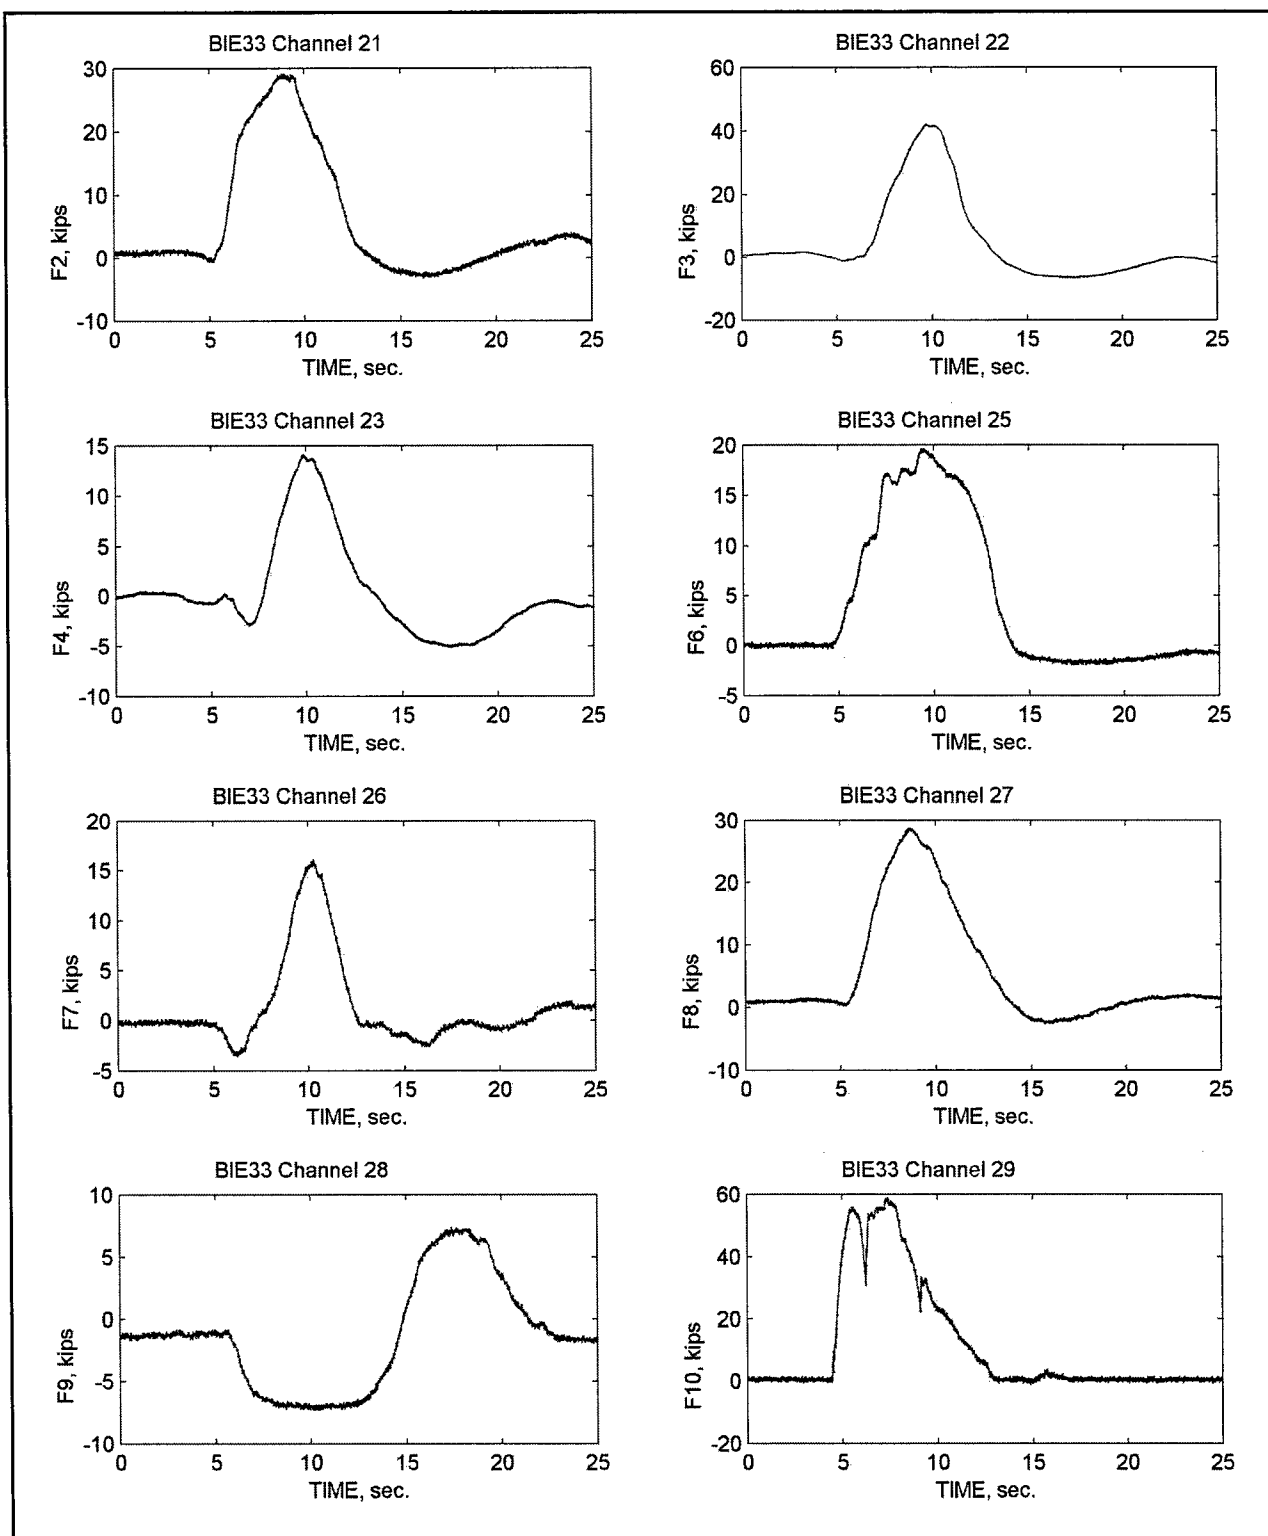 BIE33 Channel 21
30
20
10
0
-10
F2, kips
0 5 10 15 20 25
TIME, sec.
BIE33 Channel 22
60
40
20
0
-20
F3, kips
0 5 10 15 20 25
TIME, sec.
BIE33 Channel 23
15
10
5
0
-5
-10
F4, kips
0 5 10 15 20 25
TIME, sec.
BIE33 Channel 25
20
15
10
5
0
-5
F6, kips
0 5 10 15 20 25
TIME, sec.
BIE33 Channel 26
20
15
10
5
0
-5
F7, kips
0 5 10 15 20 25
TIME, sec.
BIE33 Channel 27
30
20
10
0
-10
F8, kips
0 5 10 15 20 25
TIME, sec.
BIE33 Channel 28
10
5
0
-5
-10
F9, kips
0 5 10 15 20 25
TIME, sec.
BIE33 Channel 29
60
40
20
0
-20
F10, kips
0 5 10 15 20 25
TIME, sec.